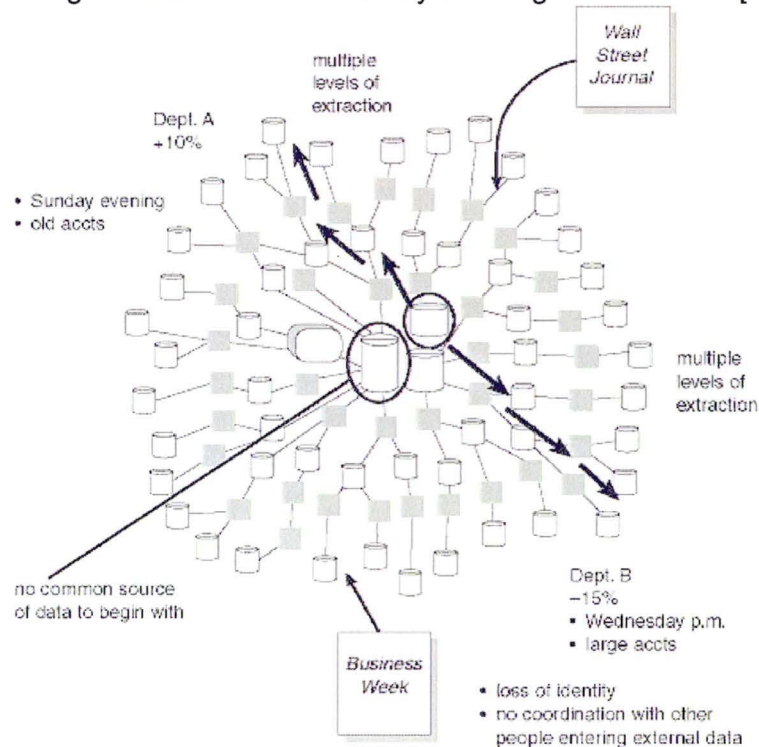 Wall
Street
Journal
multiple
levels of
extraction
Dept. A
+10%
• Sunday evening
• old accts
multiple
levels of
extraction
no common source
of data to begin with
Dept. B
–15%
▪ Wednesday p.m.
▪ large accts
Business
Week
• loss of identity
• no coordination with other
people entering external data